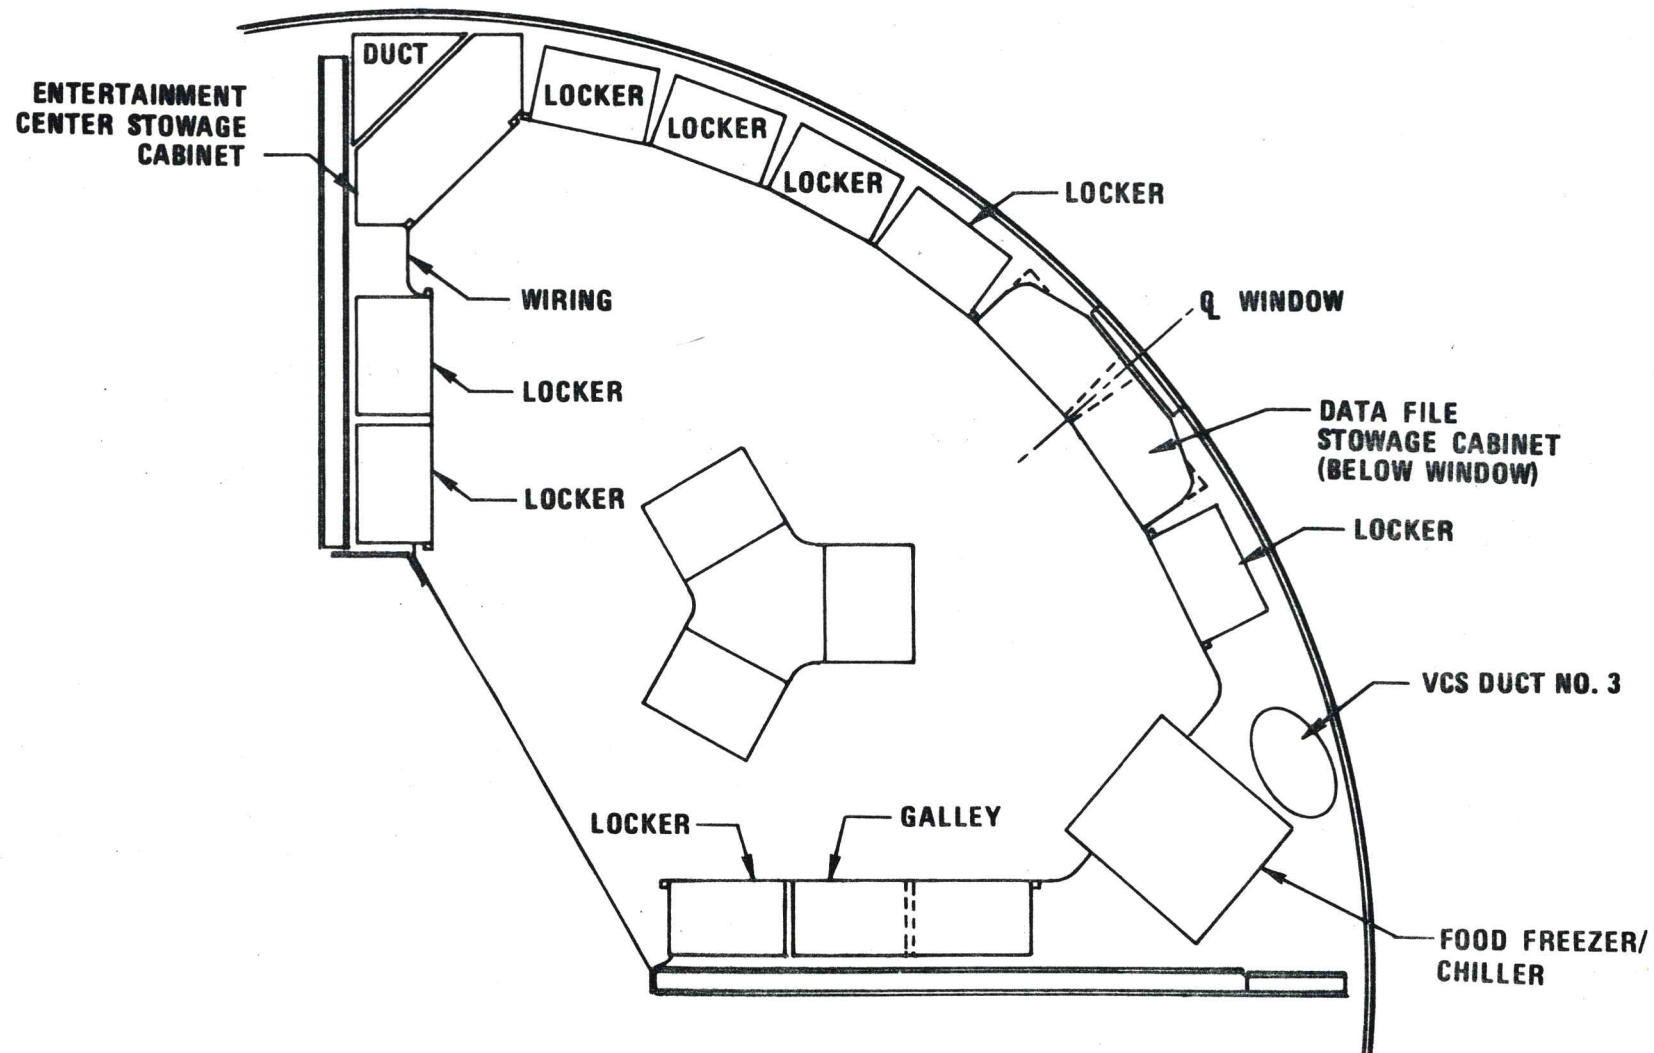 DUCT
ENTERTAINMENT
CENTER STOWAGE
CABINET
LOCKER
LOCKER
LOCKER
LOCKER
WIRING
℄ WINDOW
LOCKER
DATA FILE
STOWAGE CABINET
(BELOW WINDOW)
LOCKER
LOCKER
VCS DUCT NO. 3
LOCKER
GALLEY
FOOD FREEZER/
CHILLER